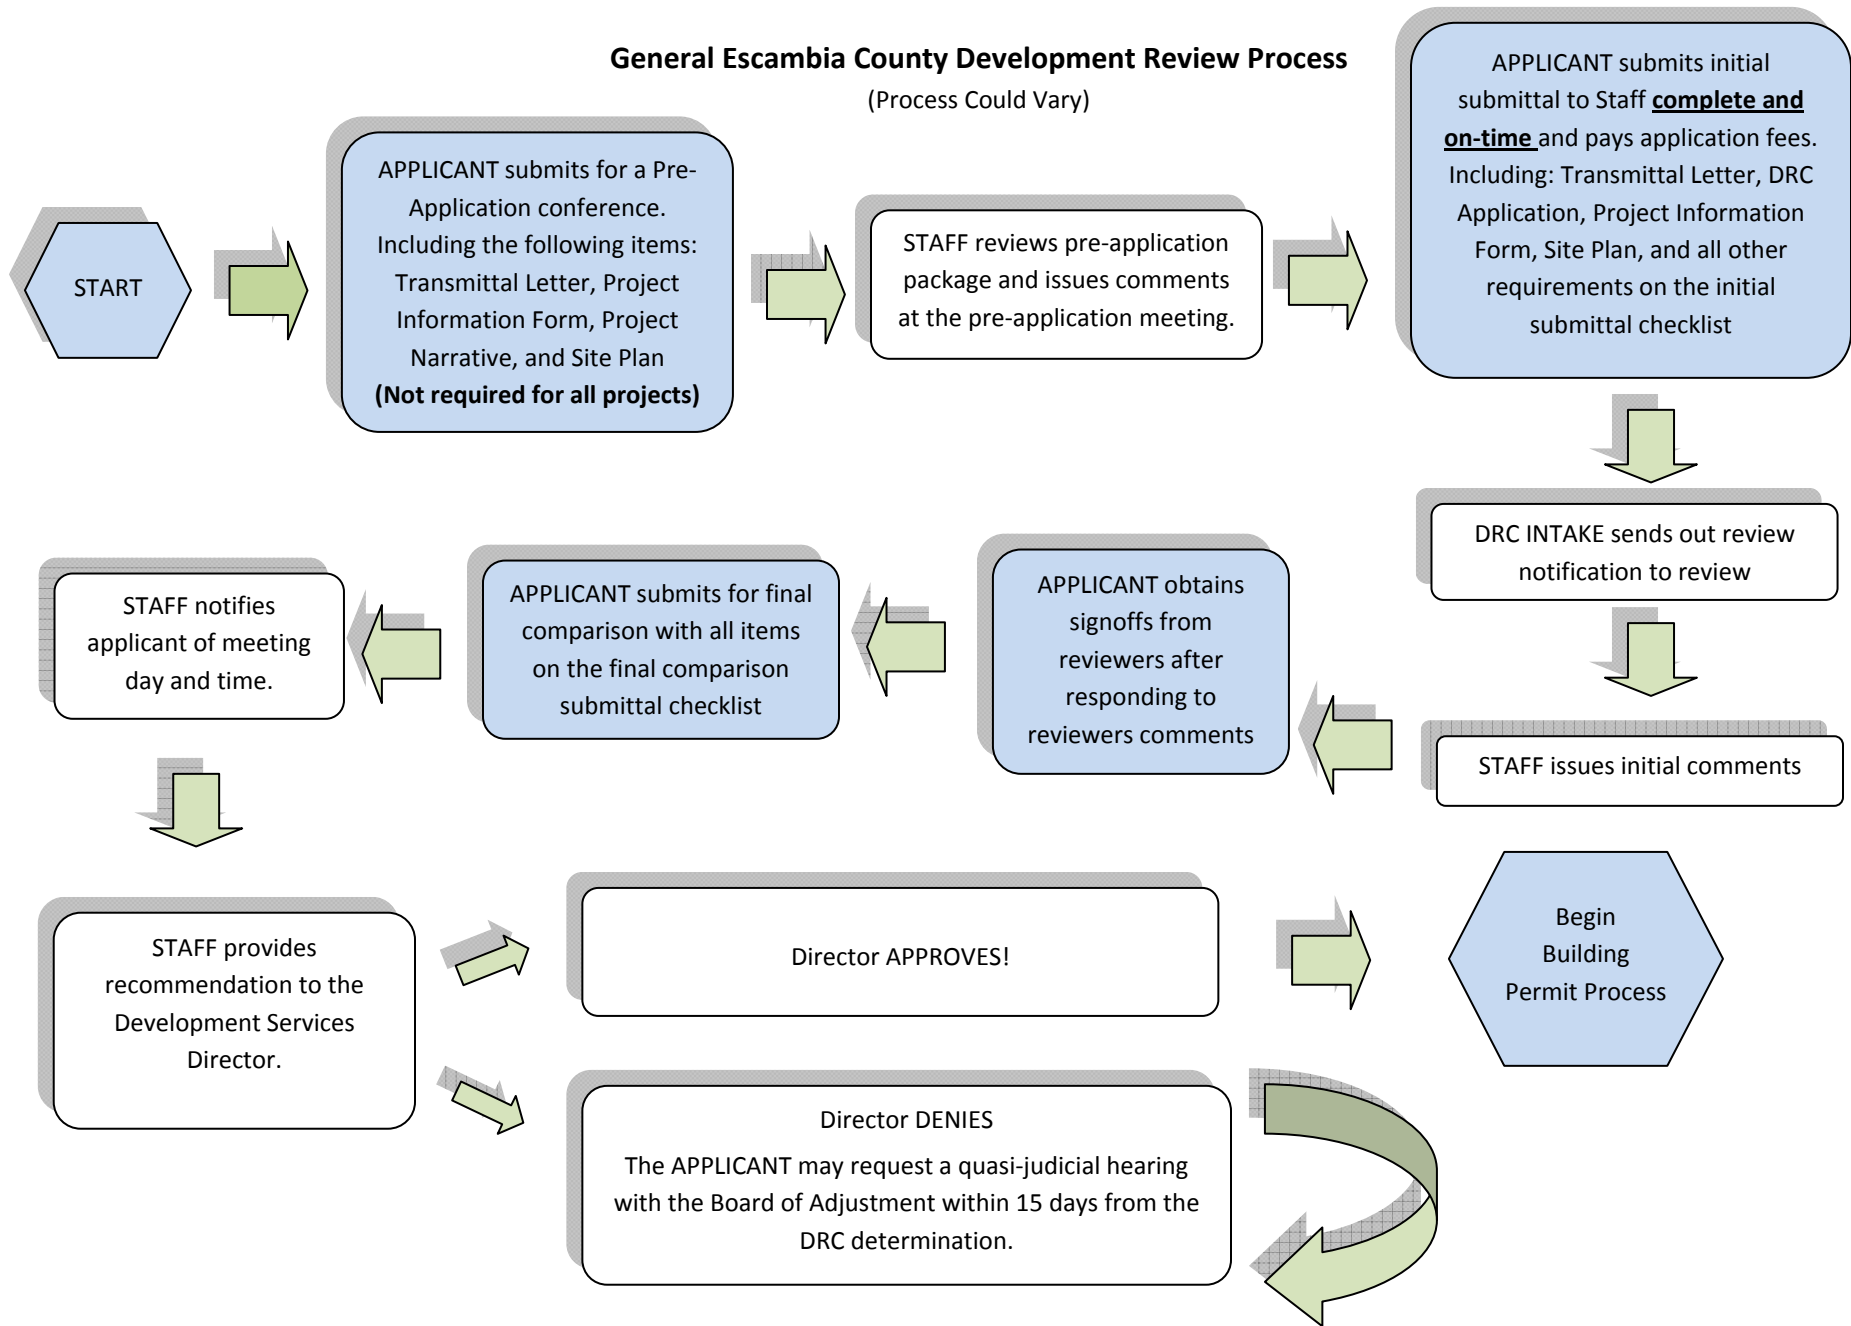 General Escambia County Development Review Process
(Process Could Vary)
START
APPLICANT submits for a Pre-
Application conference.
Including the following items:
Transmittal Letter, Project
Information Form, Project
Narrative, and Site Plan
(Not required for all projects)
STAFF reviews pre-application
package and issues comments
at the pre-application meeting.
APPLICANT submits initial
submittal to Staff complete and
on-time and pays application fees.
Including: Transmittal Letter, DRC
Application, Project Information
Form, Site Plan, and all other
requirements on the initial
submittal checklist
DRC INTAKE sends out review
notification to review
STAFF issues initial comments
APPLICANT obtains
signoffs from
reviewers after
responding to
reviewers comments
APPLICANT submits for final
comparison with all items
on the final comparison
submittal checklist
STAFF notifies
applicant of meeting
day and time.
STAFF provides
recommendation to the
Development Services
Director.
Director APPROVES!
Begin
Building
Permit Process
Director DENIES
The APPLICANT may request a quasi-judicial hearing
with the Board of Adjustment within 15 days from the
DRC determination.